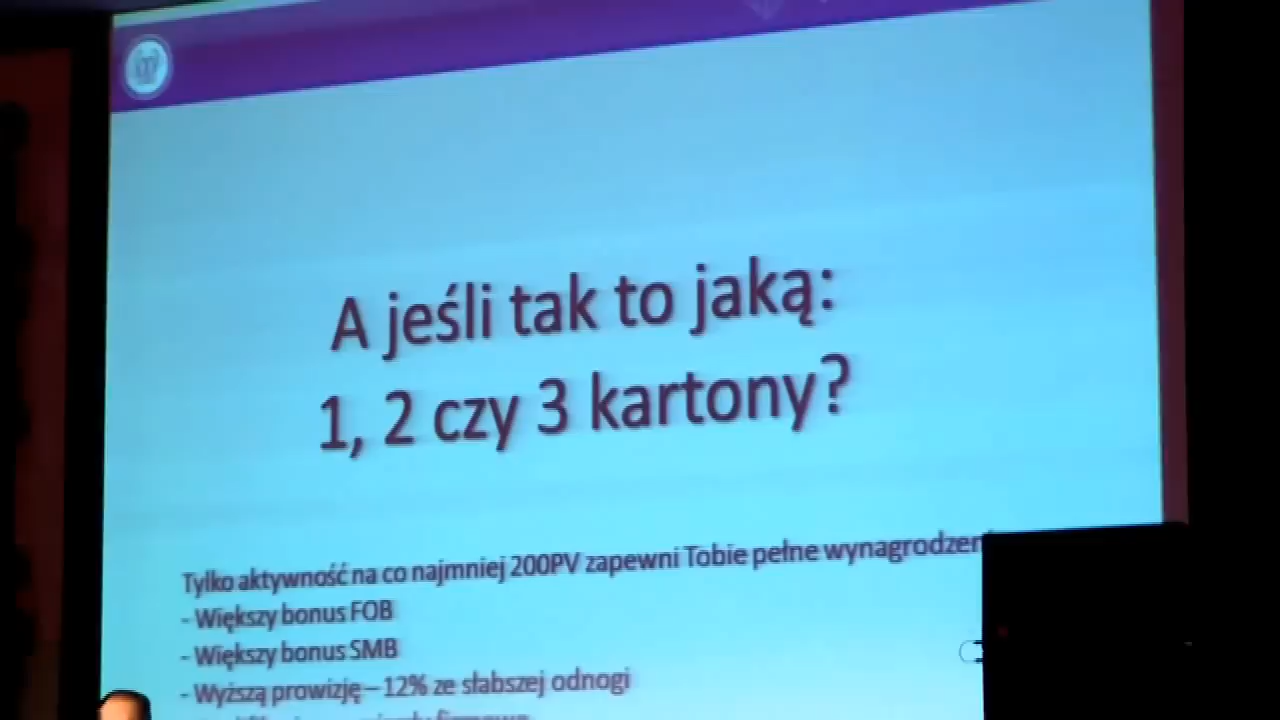 A jeśli tak to jaką:
1, 2 czy 3 kartony?
Tylko aktywność na co najmniej 200PV zapewni Tobie pełne
- Większy bonus FOB
- Większy bonus SMB
- Wyższą prowizję – 12% ze słabszej odnogi